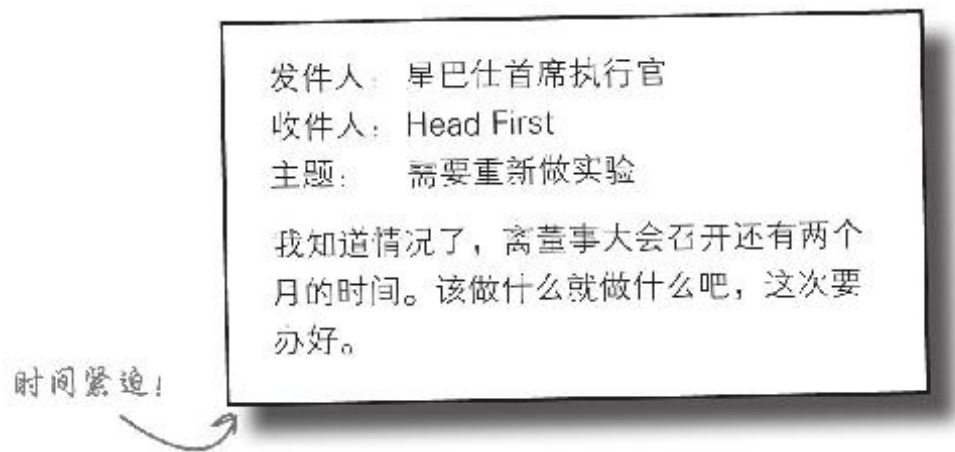 发件人： 星巴仕首席执行官
收件人：Head First
主题： 需要重新做实验
我知道情况了，离董事大会召开还有两个
月的时间。该做什么就做什么吧，这次要
办好。
时间紧迫！